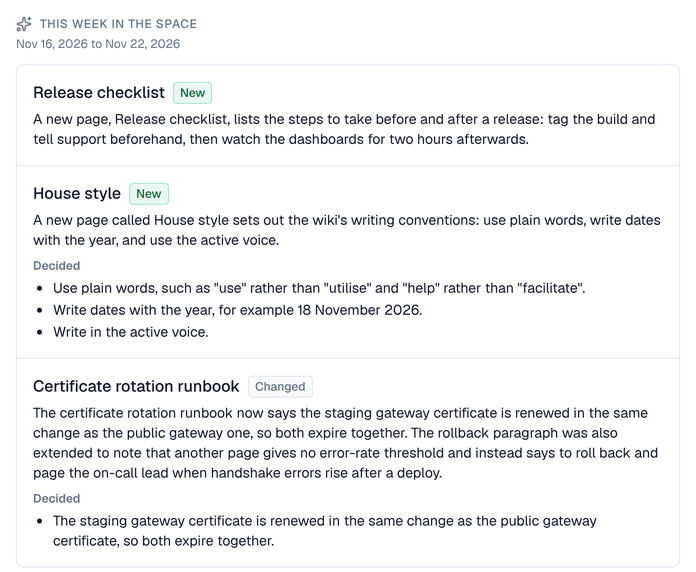 THIS WEEK IN THE SPACE
Nov 16, 2026 to Nov 22, 2026
Release checklist New
A new page, Release checklist, lists the steps to take before and after a release: tag the build and
tell support beforehand, then watch the dashboards for two hours afterwards.
House style New
A new page called House style sets out the wiki's writing conventions: use plain words, write dates
with the year, and use the active voice.
Decided
• Use plain words, such as "use" rather than "utilise" and "help" rather than "facilitate".
• Write dates with the year, for example 18 November 2026.
• Write in the active voice.
Certificate rotation runbook Changed
The certificate rotation runbook now says the staging gateway certificate is renewed in the same
change as the public gateway one, so both expire together. The rollback paragraph was also
extended to note that another page gives no error-rate threshold and instead says to roll back and
page the on-call lead when handshake errors rise after a deploy.
Decided
• The staging gateway certificate is renewed in the same change as the public gateway
certificate, so both expire together.